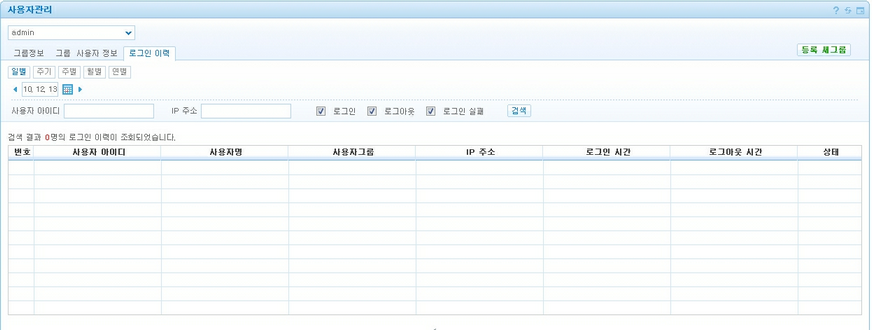 사용자관리
admin
그룹정보 그룹 사용자 정보 로그인 이력
등록 새그룹
일별 주기 주별 월별 연별
10, 12, 13
사용자 아이디 IP 주소 로그인 로그아웃 로그인 실패 검색
검색 결과 0명의 로그인 이력이 조회되었습니다.
번호 사용자 아이디 사용자명 사용자그룹 IP 주소 로그인 시간 로그아웃 시간 상태